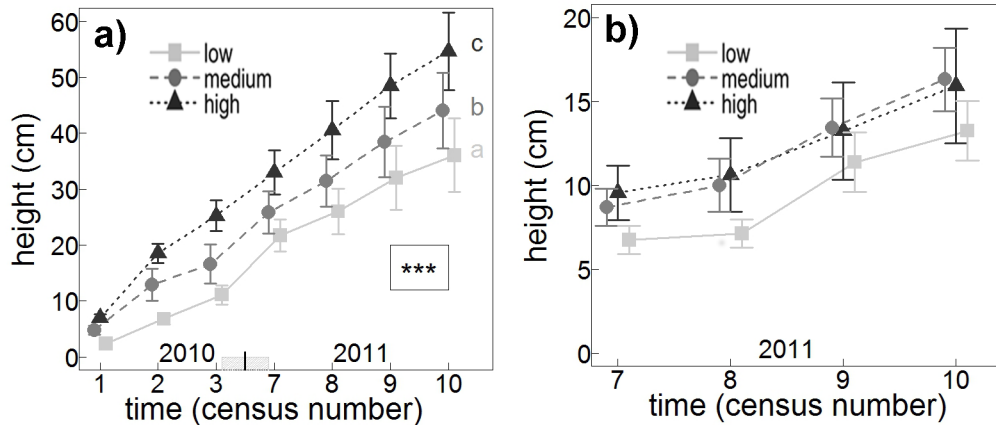 a)
height (cm)
60
50
40
30
20
10
0
low
medium
high
c
b
a
***
2010 2011
1 2 3 7 8 9 10
time (census number)
b)
height (cm)
20
15
10
5
0
low
medium
high
2011
7 8 9 10
time (census number)